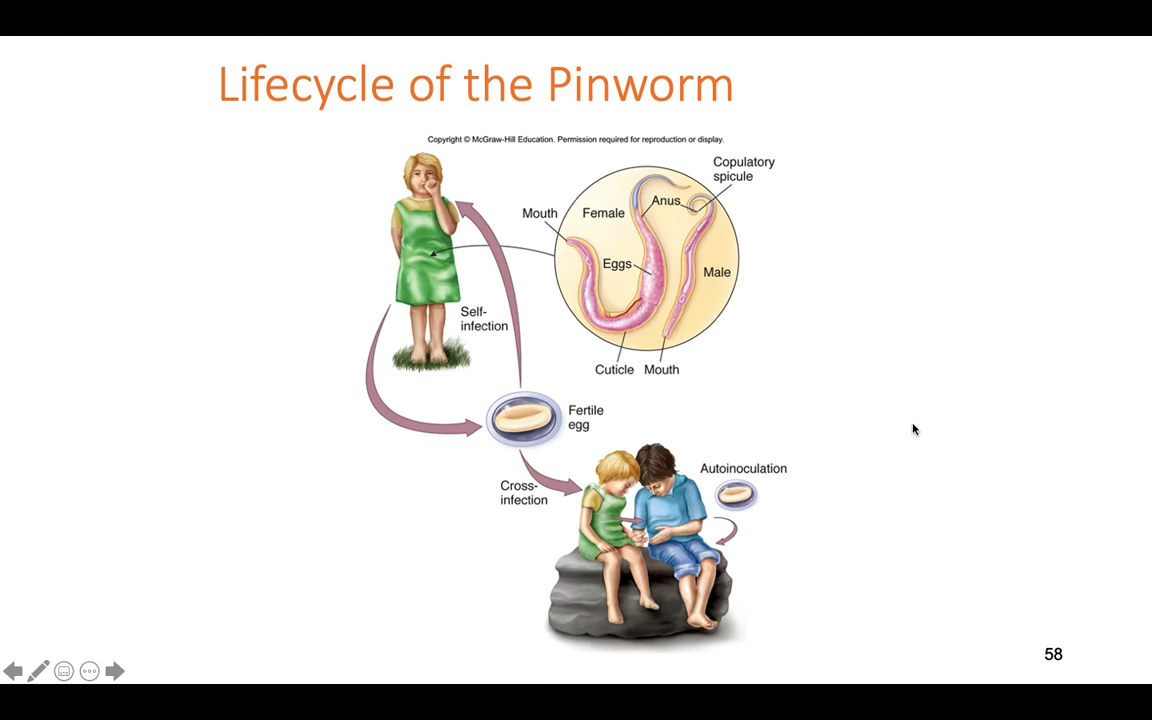 Lifecycle of the Pinworm
Copyright © McGraw-Hill Education. Permission required for reproduction or display.
Copulatory
spicule
Anus
Mouth
Female
Eggs
Male
Self-
infection
Cuticle
Mouth
Fertile
egg
Autoinoculation
Cross-
infection
58